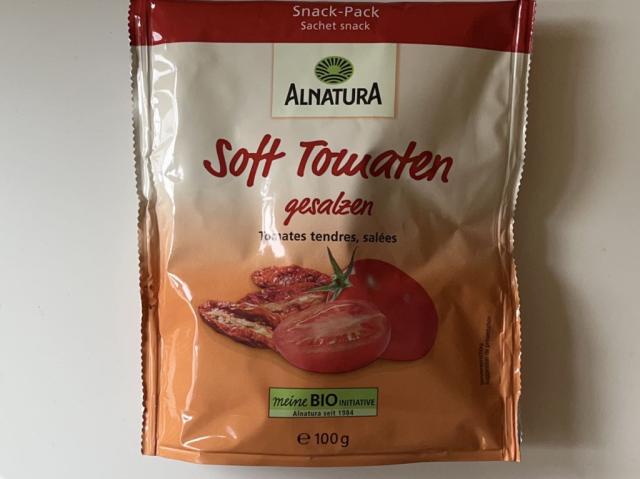 Snack-Pack
Sachet snack
ALNATURA
Soft Tomaten
gesalzen
Tomates tendres, salées
meine BIO INITIATIVE
Alnatura seit 1984
℮ 100 g